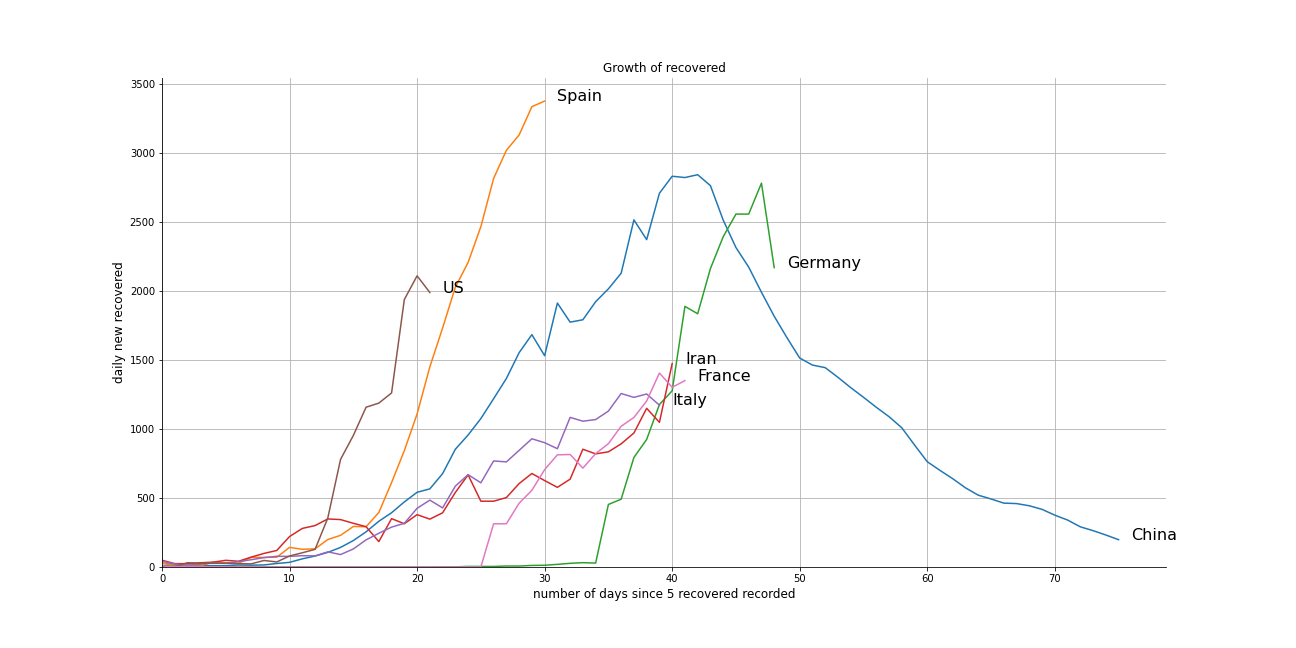 Growth of recovered
3500
3000
2500
2000
1500
1000
500
0
daily new recovered
Spain
US
Germany
Iran
France
Italy
China
0 10 20 30 40 50 60 70
number of days since 5 recovered recorded